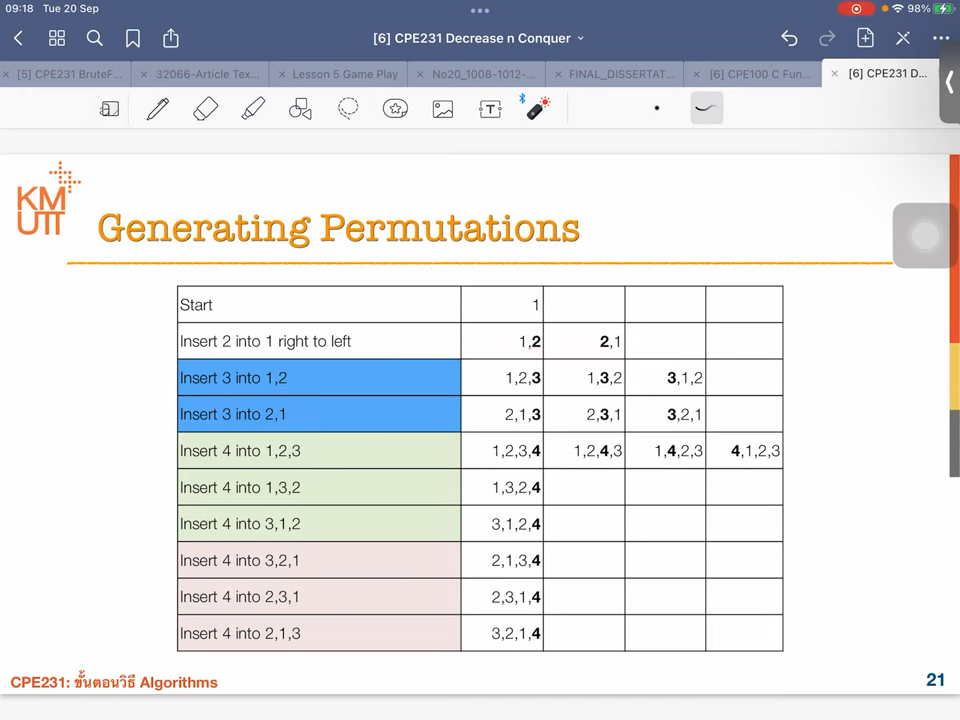 09:18 Tue 20 Sep 98%
[6] CPE231 Decrease n Conquer
[5] CPE231 BruteF... 32066-Article Tex... Lesson 5 Game Play No20_1008-1012-... FINAL_DISSERTAT... [6] CPE100 C Fun... [6] CPE231 D...
KM
UTT
Generating Permutations
Start 1
Insert 2 into 1 right to left 1,2 2,1
Insert 3 into 1,2 1,2,3 1,3,2 3,1,2
Insert 3 into 2,1 2,1,3 2,3,1 3,2,1
Insert 4 into 1,2,3 1,2,3,4 1,2,4,3 1,4,2,3 4,1,2,3
Insert 4 into 1,3,2 1,3,2,4
Insert 4 into 3,1,2 3,1,2,4
Insert 4 into 3,2,1 2,1,3,4
Insert 4 into 2,3,1 2,3,1,4
Insert 4 into 2,1,3 3,2,1,4
CPE231: ขั้นตอนวิธี Algorithms 21